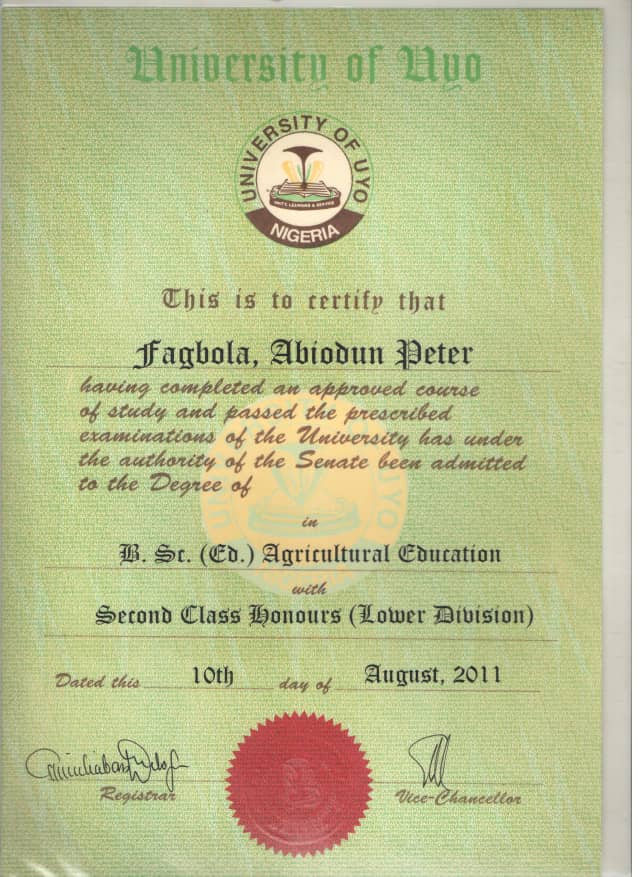 University of Uyo
UNIVERSITY OF UYO
UNITY, LEARNING & SERVICE
NIGERIA
This is to certify that
Fagbola, Abiodun Peter
having completed an approved course
of study and passed the prescribed
examinations of the University has under
the authority of the Senate been admitted
to the Degree of
in
B. Sc. (Ed.) Agricultural Education
with
Second Class Honours (Lower Division)
Dated this 10th day of August, 2011
Registrar
Vice-Chancellor